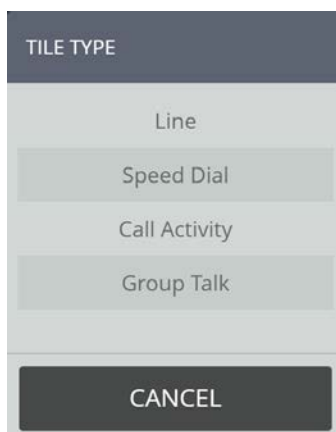 TILE TYPE
Line
Speed Dial
Call Activity
Group Talk
CANCEL